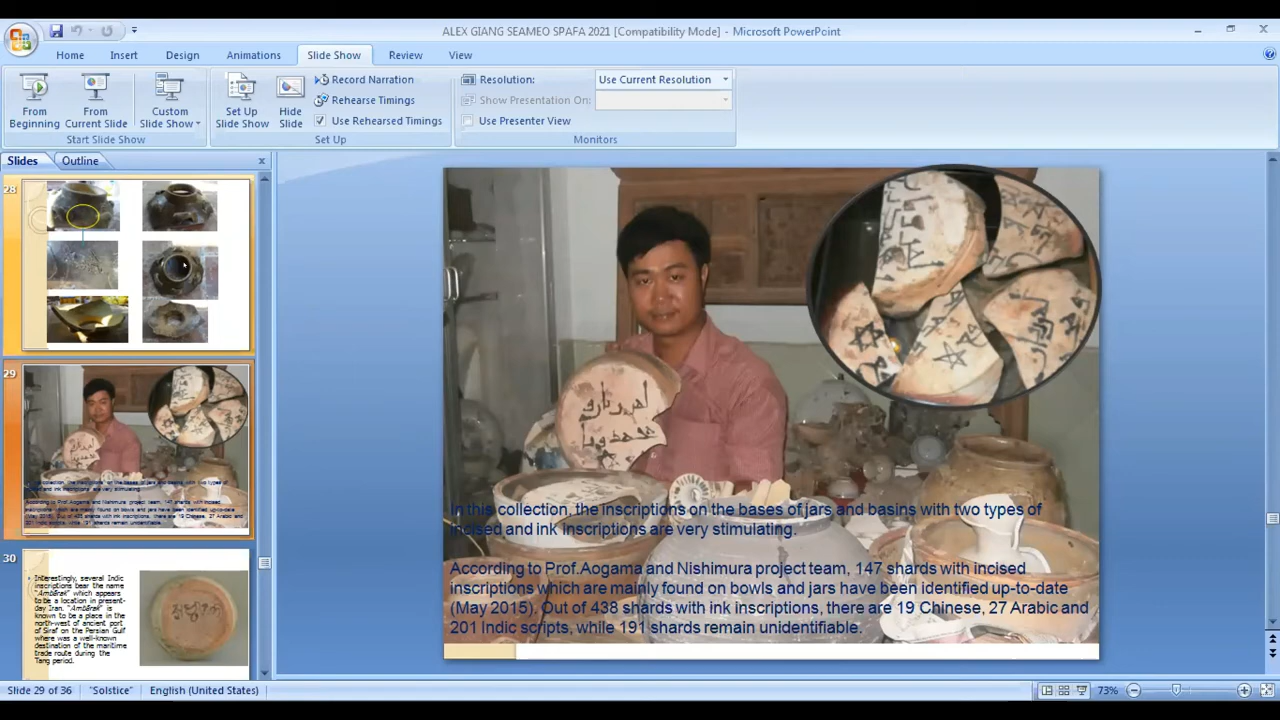 ALEX GIANG SEAMEO SPAFA 2021 [Compatibility Mode] - Microsoft PowerPoint
Home Insert Design Animations Slide Show Review View
From Beginning
From Current Slide
Custom Slide Show
Start Slide Show
Set Up Slide Show
Hide Slide
Record Narration
Rehearse Timings
Use Rehearsed Timings
Set Up
Resolution: Use Current Resolution
Show Presentation On:
Use Presenter View
Monitors
Slides Outline
28
29
30
Interestingly, several Indic
inscriptions bear the name
which appears
to be a location in present-
day Iran.
known to be a place in the
north-west of ancient port
of Siraf on the Persian Gulf
where was a well-known
destination of the maritime
trade route during the
Tang period.
In this collection, the inscriptions on the bases of jars and basins with two types of
incised and ink inscriptions are very stimulating.
According to Prof.Aogama and Nishimura project team, 147 shards with incised
inscriptions which are mainly found on bowls and jars have been identified up-to-date
(May 2015). Out of 438 shards with ink inscriptions, there are 19 Chinese, 27 Arabic and
201 Indic scripts, while 191 shards remain unidentifiable.
Slide 29 of 36 "Solstice" English (United States) 73%